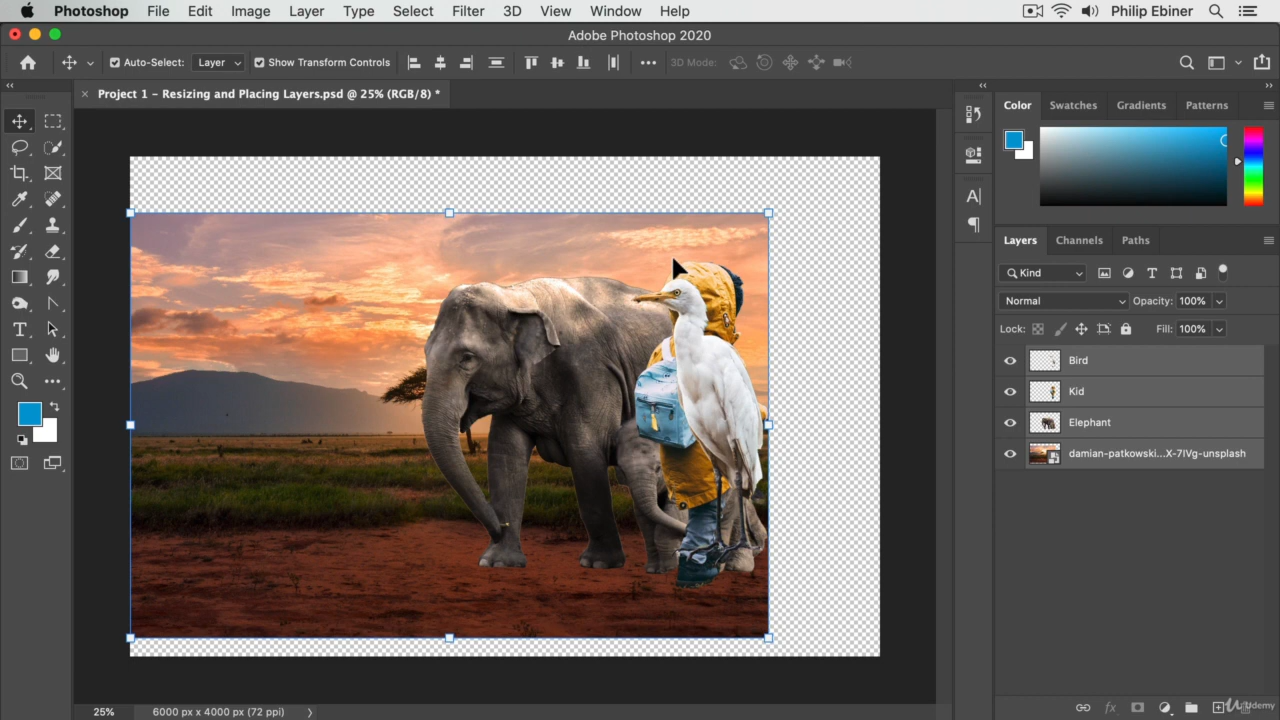 Photoshop File Edit Image Layer Type Select Filter 3D View Window Help Philip Ebiner
Adobe Photoshop 2020
Auto-Select: Layer Show Transform Controls 3D Mode:
Project 1 – Resizing and Placing Layers.psd @ 25% (RGB/8) *
Color Swatches Gradients Patterns
Layers Channels Paths
Kind
Normal Opacity: 100%
Lock: Fill: 100%
Bird
Kid
Elephant
damian-patkowski...X-7IVg-unsplash
25% 6000 px x 4000 px (72 ppi)
Udemy